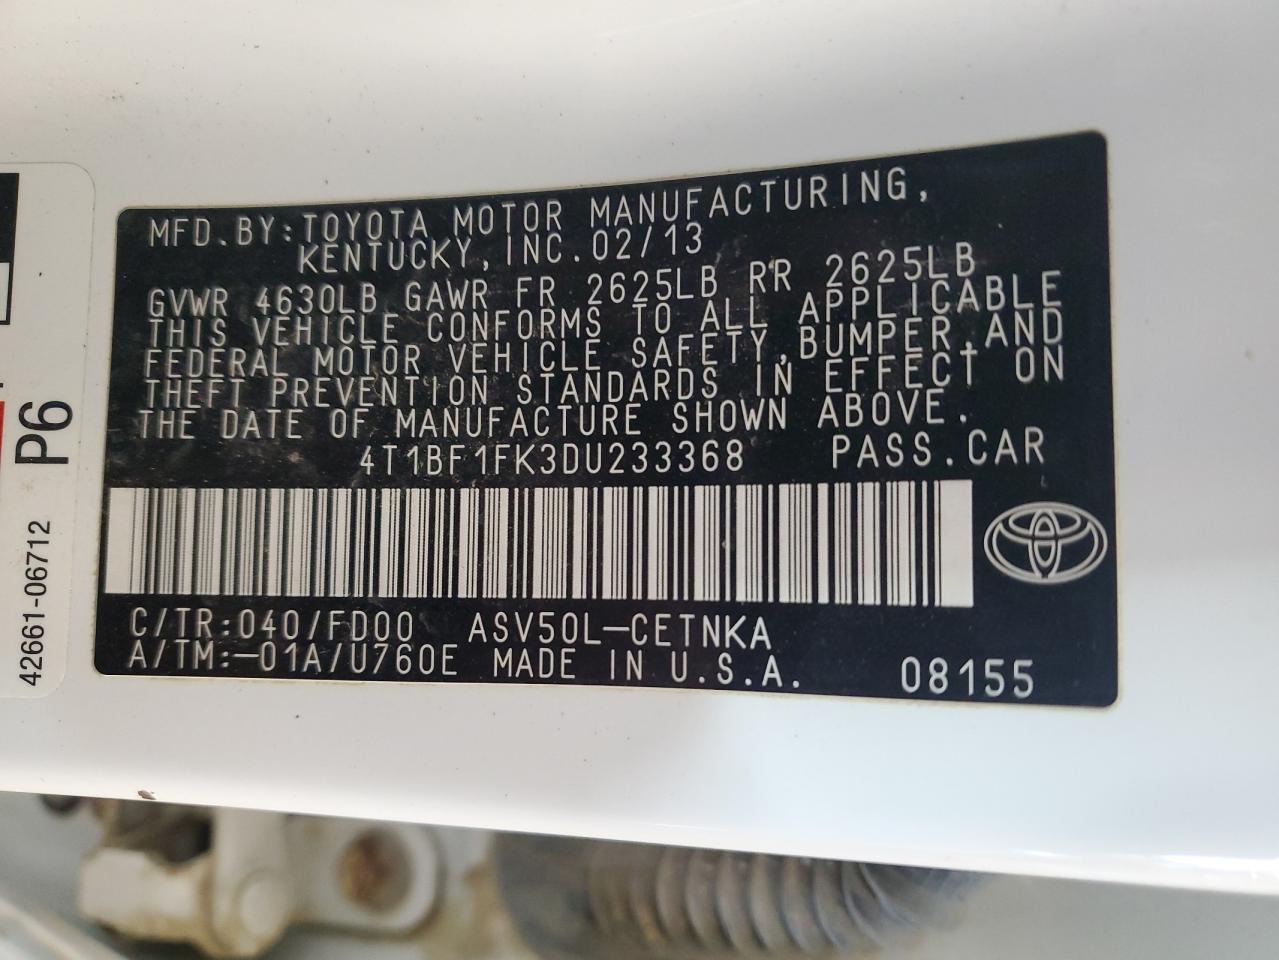 MFD.BY:TOYOTA MOTOR MANUFACTURING,
KENTUCKY,INC.02/13
GVWR 4630LB GAWR FR 2625LB RR 2625LB
THIS VEHICLE CONFORMS TO ALL APPLICABLE
FEDERAL MOTOR VEHICLE SAFETY,BUMPER,AND
THEFT PREVENTION STANDARDS IN EFFECT ON
THE DATE OF MANUFACTURE SHOWN ABOVE.
4T1BF1FK3DU233368 PASS.CAR
C/TR:040/FD00 ASV50L-CETNKA
A/TM:-01A/U760E MADE IN U.S.A. 08155
P6
42661-06712